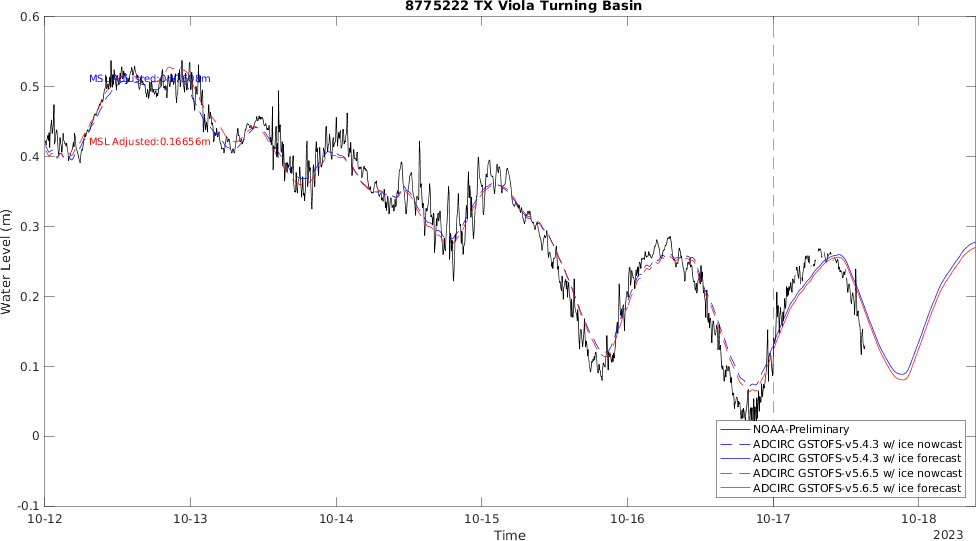 8775222 TX Viola Turning Basin
Water Level (m)
0.6
0.5
0.4
0.3
0.2
0.1
0
-0.1
MSL Adjusted:
MSL Adjusted:0.16656m
NOAA-Preliminary
ADCIRC GSTOFS-v5.4.3 w/ ice nowcast
ADCIRC GSTOFS-v5.4.3 w/ ice forecast
ADCIRC GSTOFS-v5.6.5 w/ ice nowcast
ADCIRC GSTOFS-v5.6.5 w/ ice forecast
10-12 10-13 10-14 10-15 10-16 10-17 10-18
Time
2023